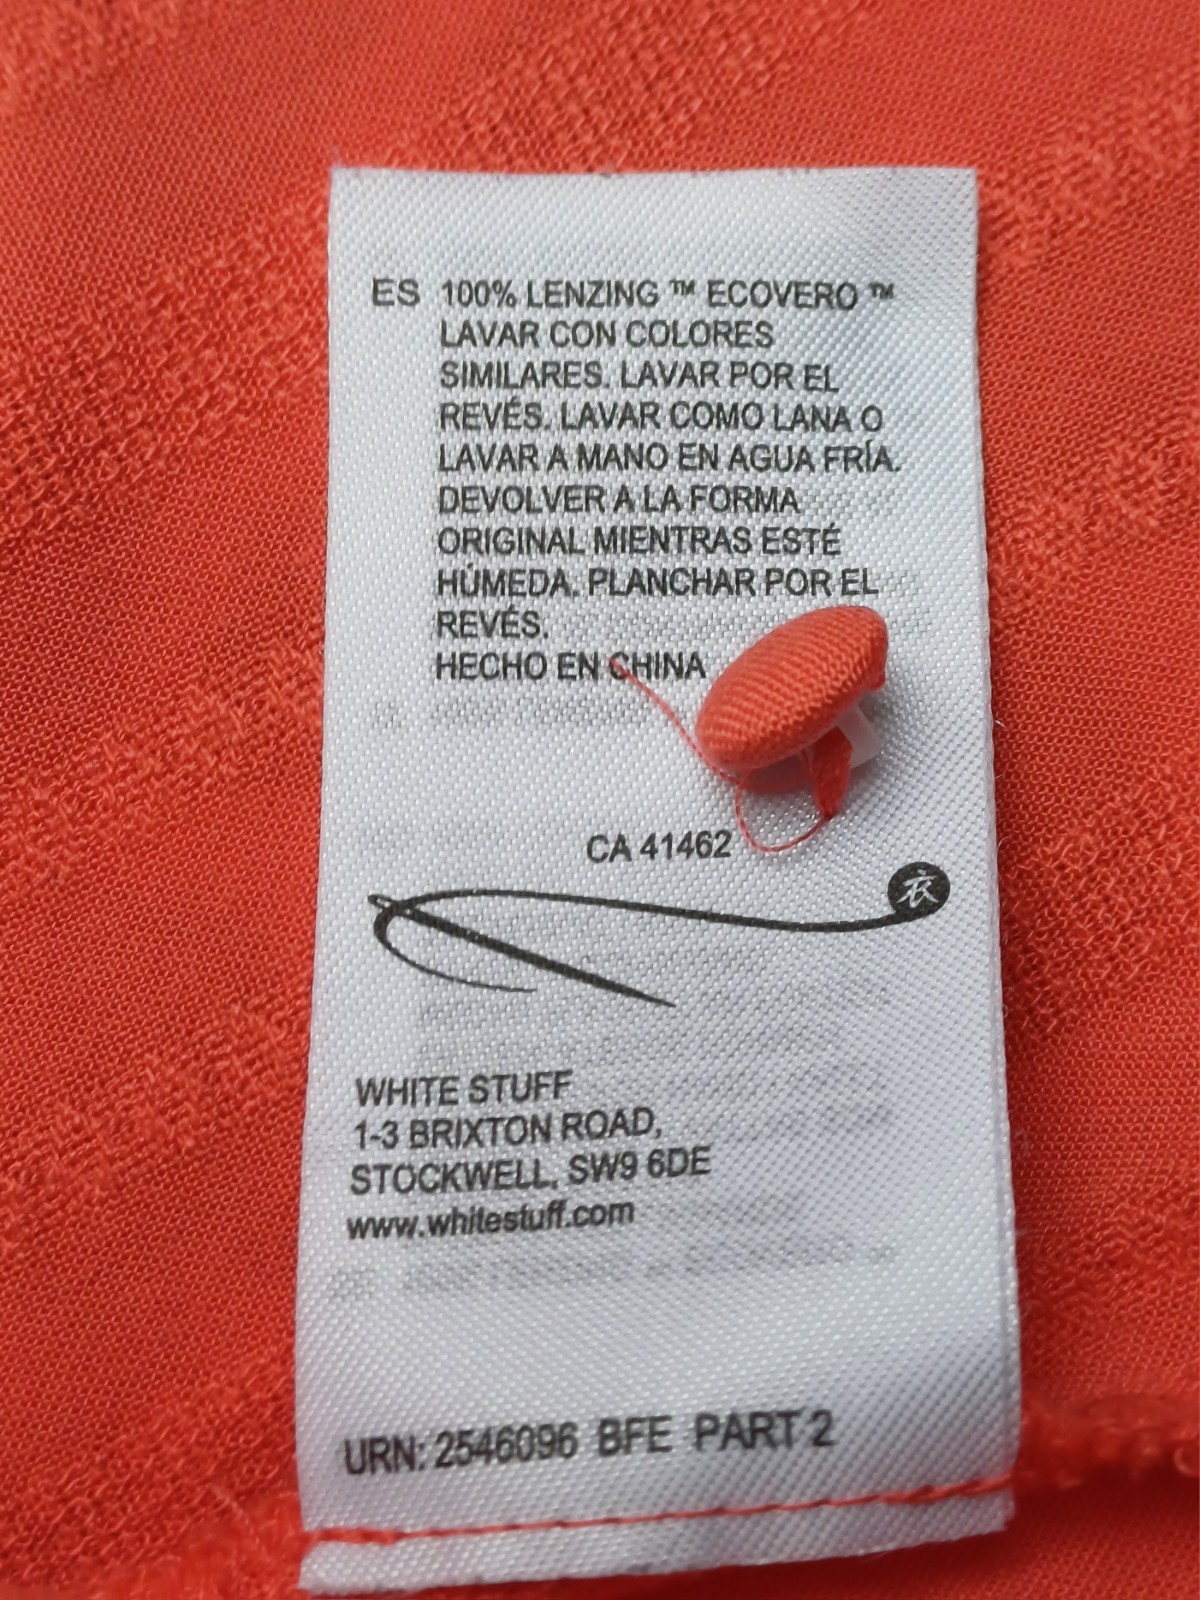 ES 100% LENZING ™ ECOVERO ™
LAVAR CON COLORES
SIMILARES. LAVAR POR EL
REVÉS. LAVAR COMO LANA O
LAVAR A MANO EN AGUA FRÍA.
DEVOLVER A LA FORMA
ORIGINAL MIENTRAS ESTÉ
HÚMEDA. PLANCHAR POR EL
REVÉS.
HECHO EN CHINA
CA 41462
衣
WHITE STUFF
1-3 BRIXTON ROAD,
STOCKWELL, SW9 6DE
www.whitestuff.com
URN: 2546096 BFE PART 2